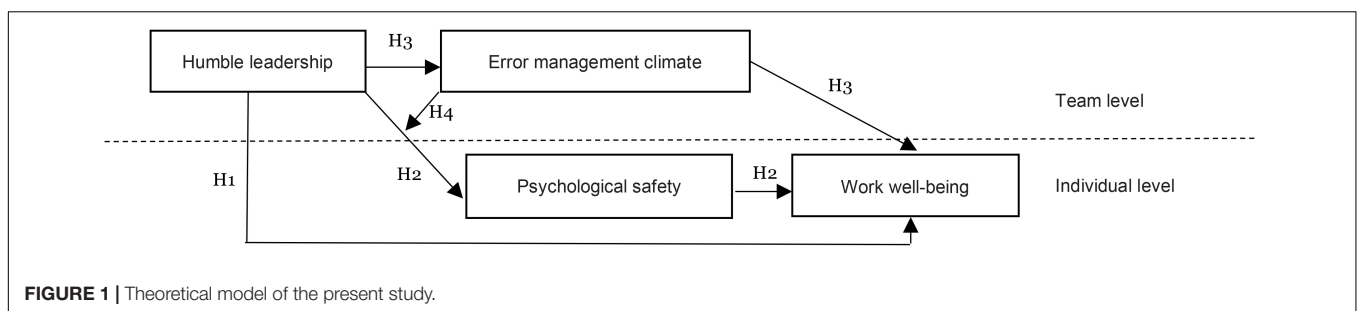 H3
Humble leadership
Error management climate
H3
H4
Team level
H1
H2
Psychological safety
H2
Work well-being
Individual level
FIGURE 1 | Theoretical model of the present study.